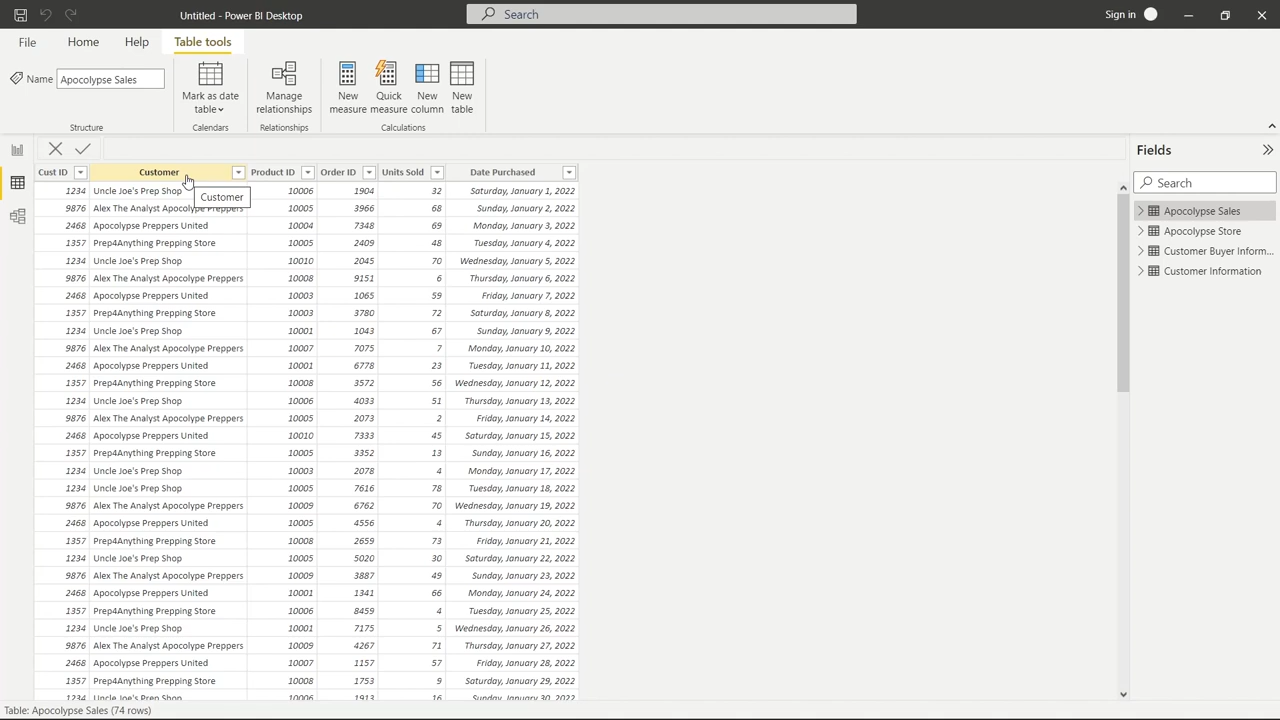 Untitled - Power BI Desktop
Search
Sign in
File
Home
Help
Table tools
Name
Apocolypse Sales
Mark as date
table
Manage
relationships
New
measure
Quick
measure
New
column
New
table
Structure
Calendars
Relationships
Calculations
Cust ID Customer Product ID Order ID Units Sold Date Purchased
1234 Uncle Joe's Prep Shop 10006 1904 32 Saturday, January 1, 2022
Customer
9876 Alex The Analyst Apocolype Preppers 10005 3966 68 Sunday, January 2, 2022
2468 Apocolypse Preppers United 10004 7348 69 Monday, January 3, 2022
1357 Prep4Anything Prepping Store 10005 2409 48 Tuesday, January 4, 2022
1234 Uncle Joe's Prep Shop 10010 2045 70 Wednesday, January 5, 2022
9876 Alex The Analyst Apocolype Preppers 10008 9151 6 Thursday, January 6, 2022
2468 Apocolypse Preppers United 10003 1065 59 Friday, January 7, 2022
1357 Prep4Anything Prepping Store 10003 3780 72 Saturday, January 8, 2022
1234 Uncle Joe's Prep Shop 10001 1043 67 Sunday, January 9, 2022
9876 Alex The Analyst Apocolype Preppers 10007 7075 7 Monday, January 10, 2022
2468 Apocolypse Preppers United 10001 6778 23 Tuesday, January 11, 2022
1357 Prep4Anything Prepping Store 10008 3572 56 Wednesday, January 12, 2022
1234 Uncle Joe's Prep Shop 10006 4033 51 Thursday, January 13, 2022
9876 Alex The Analyst Apocolype Preppers 10005 2073 2 Friday, January 14, 2022
2468 Apocolypse Preppers United 10010 7333 45 Saturday, January 15, 2022
1357 Prep4Anything Prepping Store 10005 3352 13 Sunday, January 16, 2022
1234 Uncle Joe's Prep Shop 10003 2078 4 Monday, January 17, 2022
1234 Uncle Joe's Prep Shop 10005 7616 78 Tuesday, January 18, 2022
9876 Alex The Analyst Apocolype Preppers 10009 6762 70 Wednesday, January 19, 2022
2468 Apocolypse Preppers United 10005 4556 4 Thursday, January 20, 2022
1357 Prep4Anything Prepping Store 10008 2659 73 Friday, January 21, 2022
1234 Uncle Joe's Prep Shop 10005 5020 30 Saturday, January 22, 2022
9876 Alex The Analyst Apocolype Preppers 10009 3887 49 Sunday, January 23, 2022
2468 Apocolypse Preppers United 10001 1341 66 Monday, January 24, 2022
1357 Prep4Anything Prepping Store 10006 8459 4 Tuesday, January 25, 2022
1234 Uncle Joe's Prep Shop 10001 7175 5 Wednesday, January 26, 2022
9876 Alex The Analyst Apocolype Preppers 10009 4267 71 Thursday, January 27, 2022
2468 Apocolypse Preppers United 10007 1157 57 Friday, January 28, 2022
1357 Prep4Anything Prepping Store 10008 1753 9 Saturday, January 29, 2022
1234 Uncle Joe's Prep Shop 10006 1913 16 Sunday, January 30, 2022
Fields
Search
Apocolypse Sales
Apocolypse Store
Customer Buyer Inform...
Customer Information
Table: Apocolypse Sales (74 rows)